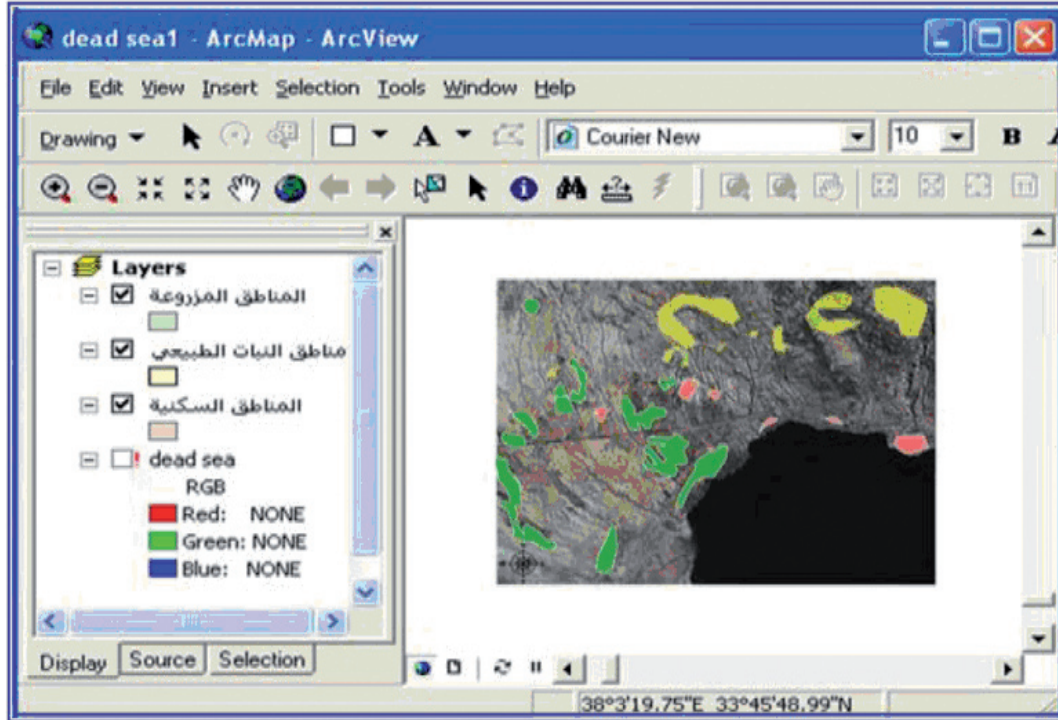 dead sea1 - ArcMap - ArcView
File Edit View Insert Selection Tools Window Help
Drawing A Courier New 10 B
Layers
المناطق المزروعة
مناطق النبات الطبيعي
المناطق السكنية
dead sea
RGB
Red: NONE
Green: NONE
Blue: NONE
Display Source Selection
38°3'19.75"E 33°45'48.99"N